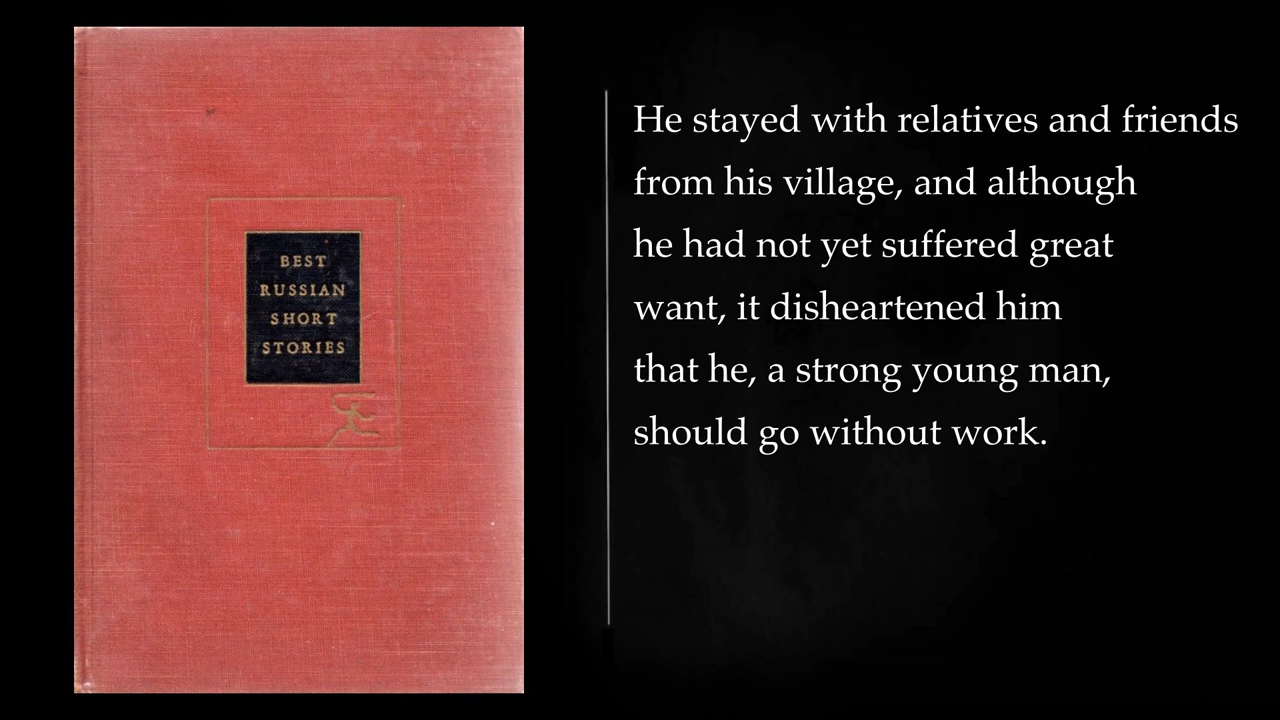 BEST
RUSSIAN
SHORT
STORIES
He stayed with relatives and friends
from his village, and although
he had not yet suffered great
want, it disheartened him
that he, a strong young man,
should go without work.